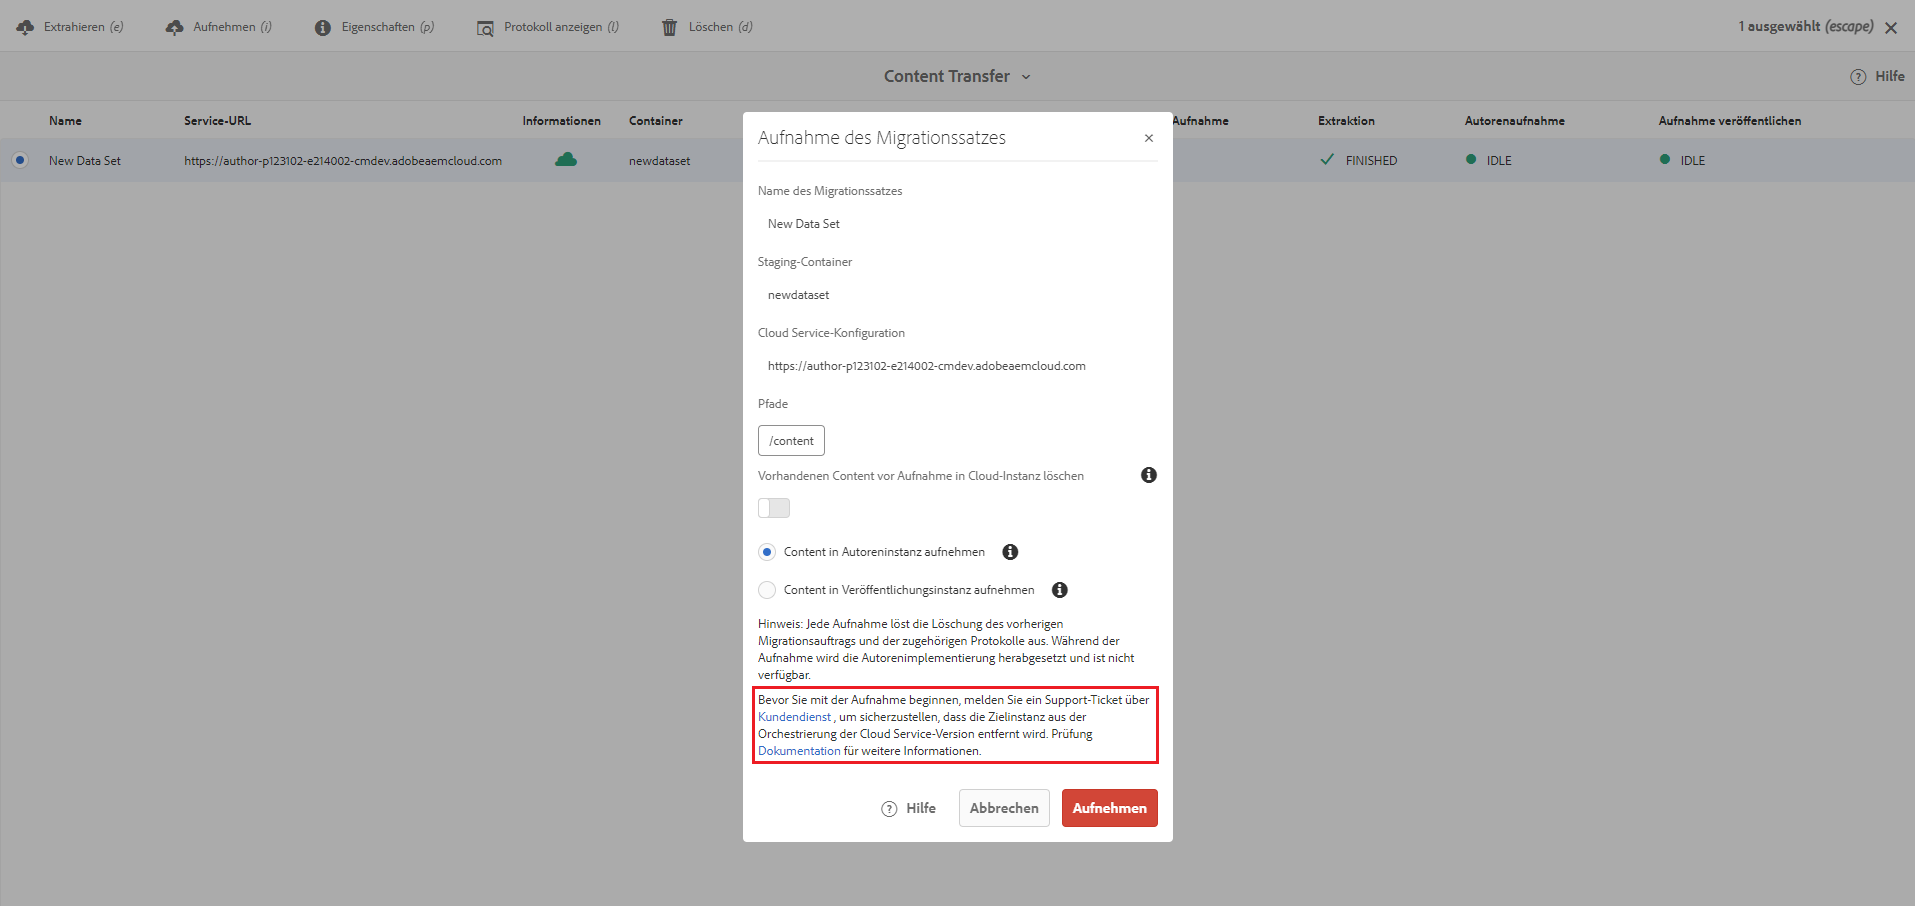 Extrahieren (e) Aufnehmen (i) Eigenschaften (p) Protokoll anzeigen (l) Löschen (d) 1 ausgewählt (escape)
Content Transfer
Hilfe
Name Service-URL Informationen Container Aufnahme Extraktion Autorenaufnahme Aufnahme veröffentlichen
New Data Set https://author-p123102-e214002-cmdev.adobeaemcloud.com newdataset FINISHED IDLE IDLE
Aufnahme des Migrationssatzes
Name des Migrationssatzes
New Data Set
Staging-Container
newdataset
Cloud Service-Konfiguration
https://author-p123102-e214002-cmdev.adobeaemcloud.com
Pfade
/content
Vorhandenen Content vor Aufnahme in Cloud-Instanz löschen
Content in Autoreninstanz aufnehmen
Content in Veröffentlichungsinstanz aufnehmen
Hinweis: Jede Aufnahme löst die Löschung des vorherigen
Migrationsauftrags und der zugehörigen Protokolle aus. Während der
Aufnahme wird die Autorenimplementierung herabgesetzt und ist nicht
verfügbar.
Bevor Sie mit der Aufnahme beginnen, melden Sie ein Support-Ticket über
Kundendienst , um sicherzustellen, dass die Zielinstanz aus der
Orchestrierung der Cloud Service-Version entfernt wird. Prüfung
Dokumentation für weitere Informationen.
Hilfe Abbrechen Aufnehmen